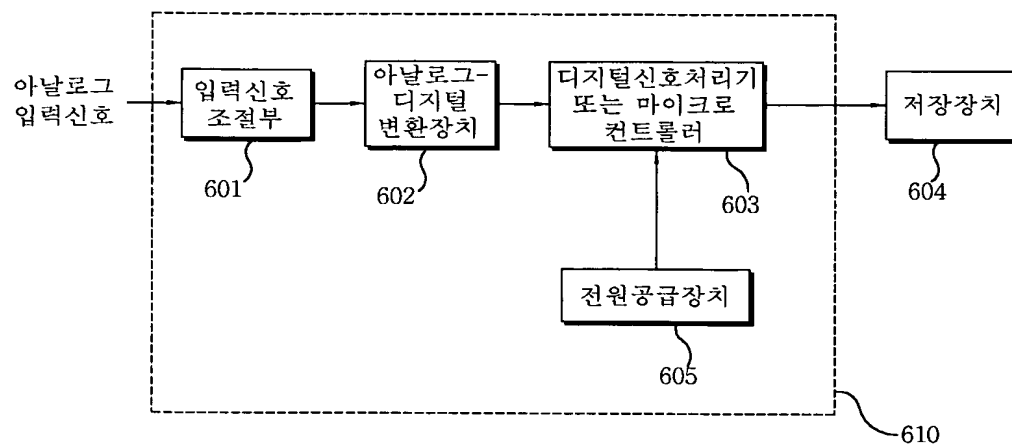 아날로그
입력신호
입력신호
조절부
아날로그-
디지털
변환장치
디지털신호처리기
또는 마이크로
컨트롤러
저장장치
601
602
603
604
전원공급장치
605
610